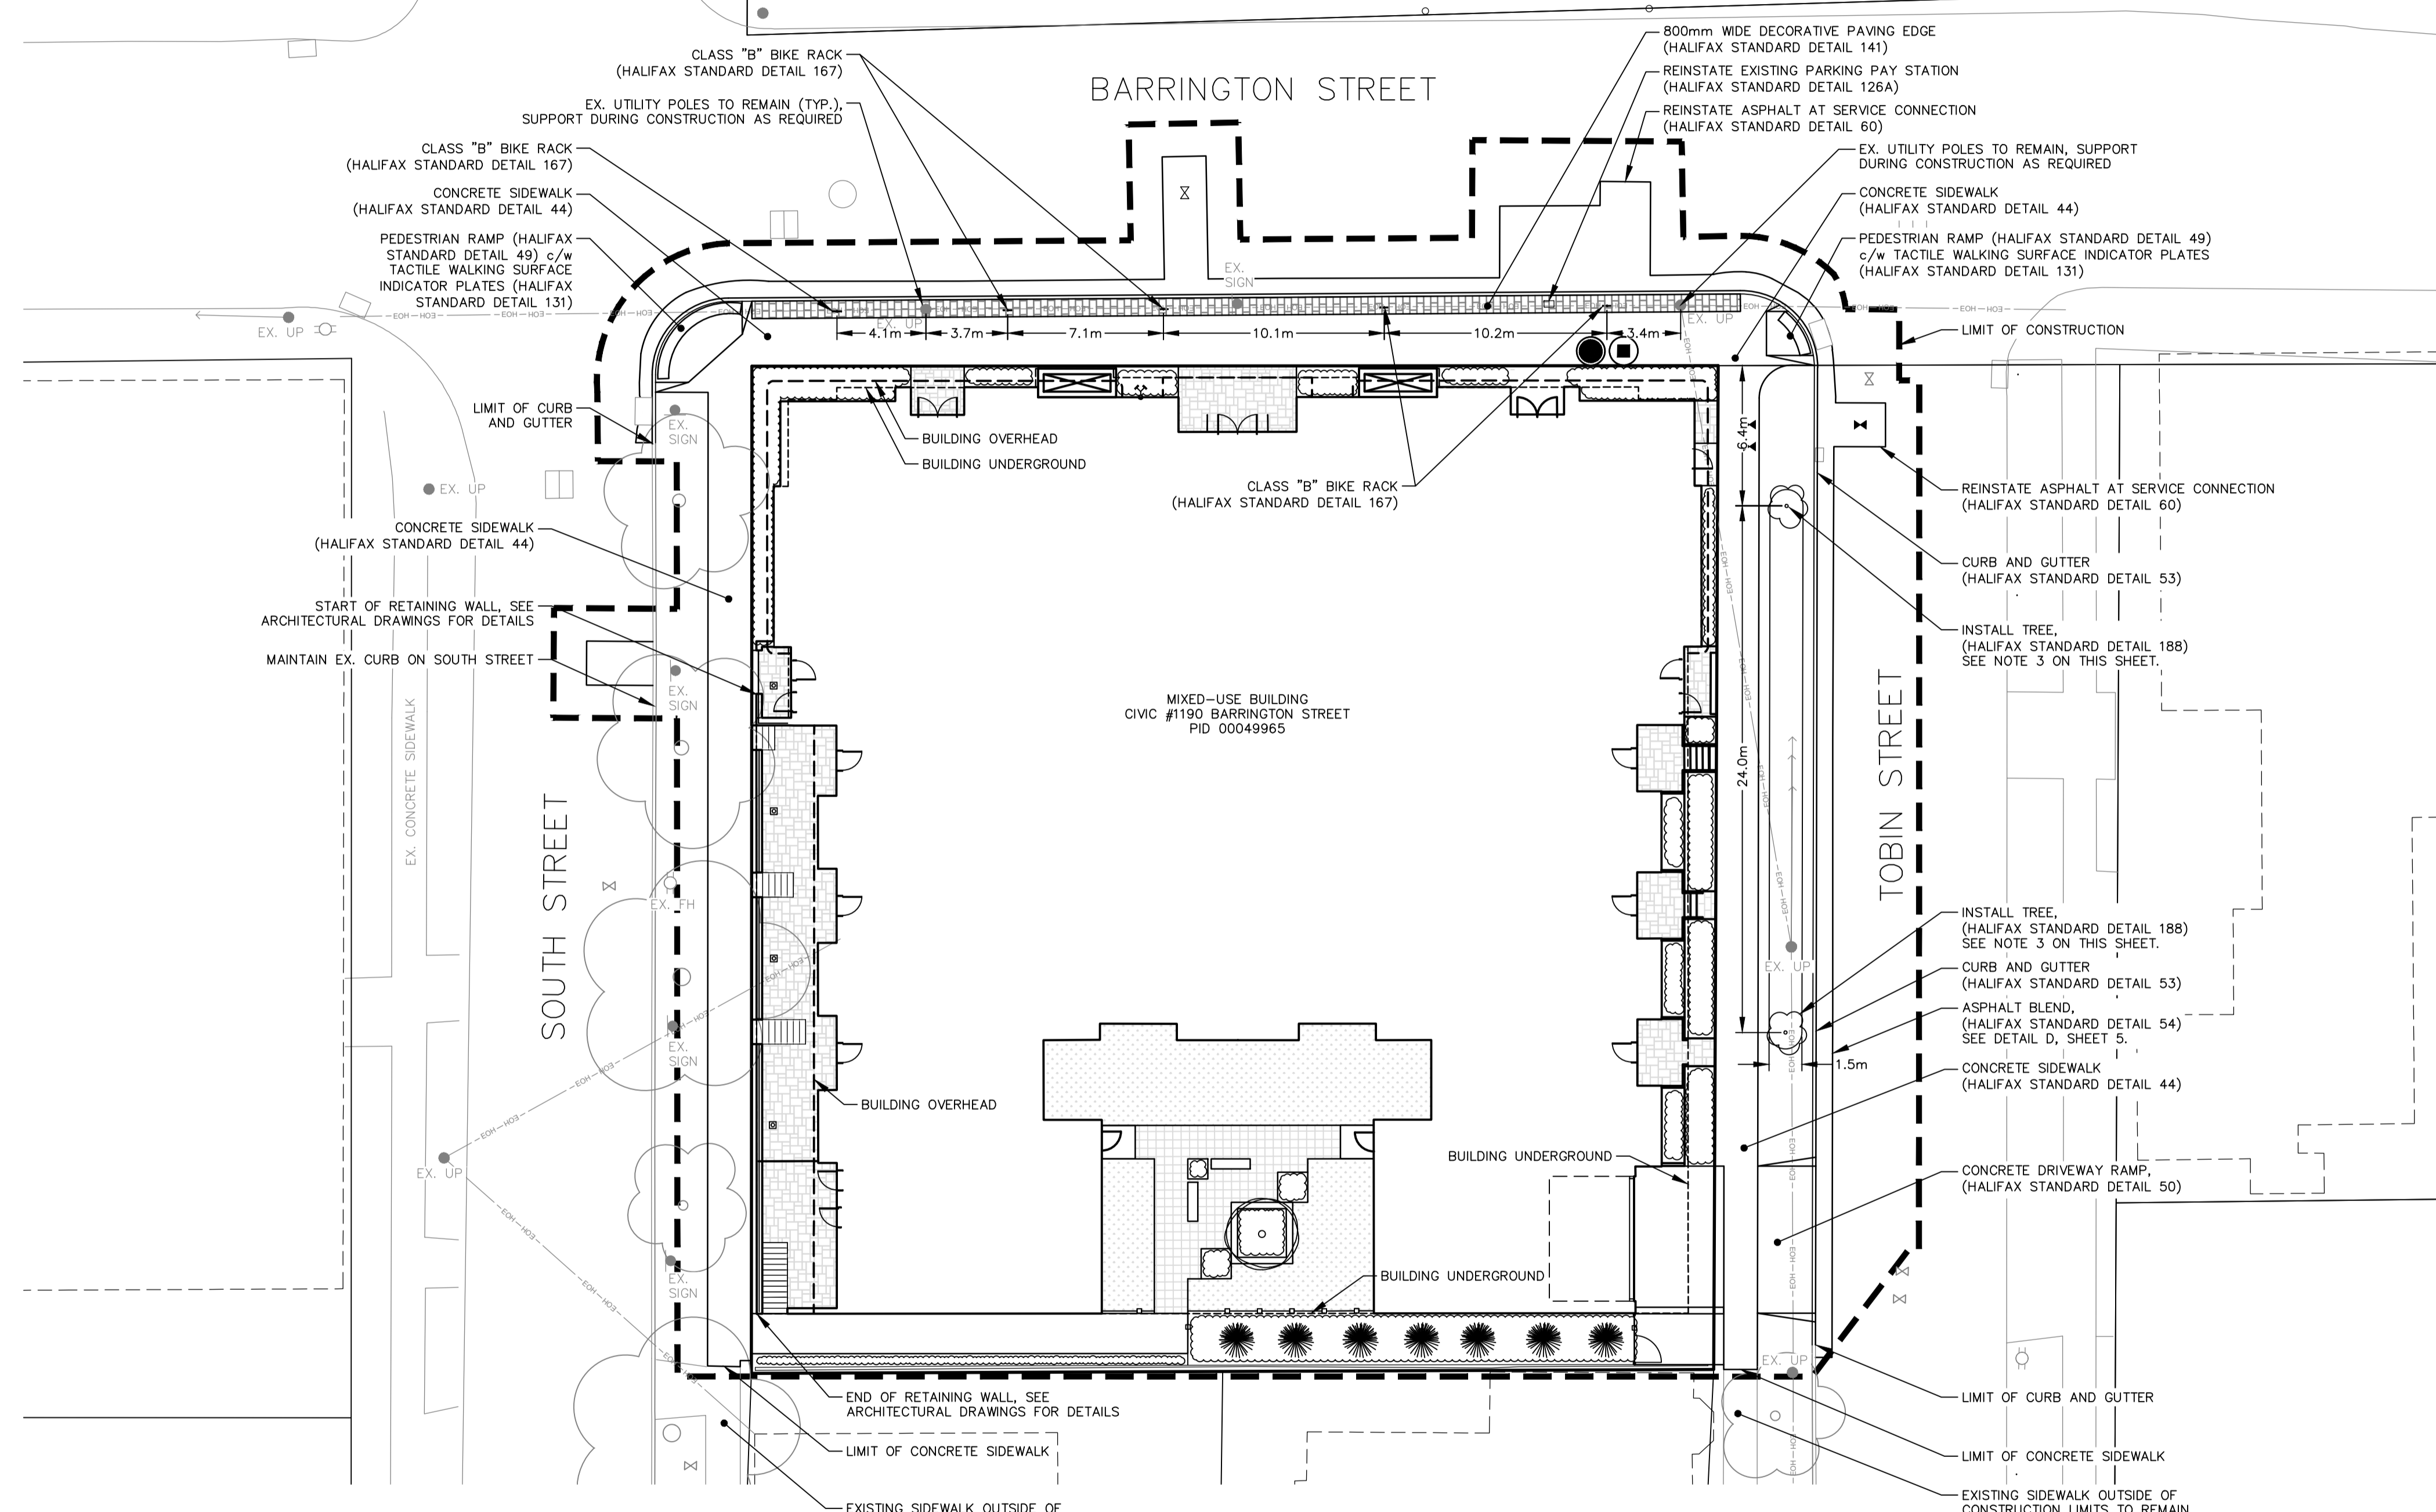 BARRINGTON STREET
CLASS "B" BIKE RACK
(HALIFAX STANDARD DETAIL 167)
EX. UTILITY POLES TO REMAIN (TYP.),
SUPPORT DURING CONSTRUCTION AS REQUIRED
CLASS "B" BIKE RACK
(HALIFAX STANDARD DETAIL 167)
CONCRETE SIDEWALK
(HALIFAX STANDARD DETAIL 44)
PEDESTRIAN RAMP (HALIFAX
STANDARD DETAIL 49) c/w
TACTILE WALKING SURFACE
INDICATOR PLATES (HALIFAX
STANDARD DETAIL 131)
800mm WIDE DECORATIVE PAVING EDGE
(HALIFAX STANDARD DETAIL 141)
REINSTATE EXISTING PARKING PAY STATION
(HALIFAX STANDARD DETAIL 126A)
REINSTATE ASPHALT AT SERVICE CONNECTION
(HALIFAX STANDARD DETAIL 60)
EX. UTILITY POLES TO REMAIN, SUPPORT
DURING CONSTRUCTION AS REQUIRED
CONCRETE SIDEWALK
(HALIFAX STANDARD DETAIL 44)
PEDESTRIAN RAMP (HALIFAX STANDARD DETAIL 49)
c/w TACTILE WALKING SURFACE INDICATOR PLATES
(HALIFAX STANDARD DETAIL 131)
EX.
SIGN
EX. UP
EX. UP
EX. UP
4.1m
3.7m
7.1m
10.1m
10.2m
3.4m
LIMIT OF CONSTRUCTION
LIMIT OF CURB
AND GUTTER
EX.
SIGN
BUILDING OVERHEAD
BUILDING UNDERGROUND
CLASS "B" BIKE RACK
(HALIFAX STANDARD DETAIL 167)
6.4m
EX. UP
REINSTATE ASPHALT AT SERVICE CONNECTION
(HALIFAX STANDARD DETAIL 60)
CONCRETE SIDEWALK
(HALIFAX STANDARD DETAIL 44)
CURB AND GUTTER
(HALIFAX STANDARD DETAIL 53)
START OF RETAINING WALL, SEE
ARCHITECTURAL DRAWINGS FOR DETAILS
INSTALL TREE,
(HALIFAX STANDARD DETAIL 188)
SEE NOTE 3 ON THIS SHEET.
MAINTAIN EX. CURB ON SOUTH STREET
EX.
SIGN
MIXED-USE BUILDING
CIVIC #1190 BARRINGTON STREET
PID 00049965
EX. CONCRETE SIDEWALK
SOUTH STREET
24.0m
TOBIN STREET
EX. FH
INSTALL TREE,
(HALIFAX STANDARD DETAIL 188)
SEE NOTE 3 ON THIS SHEET.
EX. UP
CURB AND GUTTER
(HALIFAX STANDARD DETAIL 53)
ASPHALT BLEND,
(HALIFAX STANDARD DETAIL 54)
SEE DETAIL D, SHEET 5.
EX.
SIGN
1.5m
CONCRETE SIDEWALK
(HALIFAX STANDARD DETAIL 44)
BUILDING OVERHEAD
BUILDING UNDERGROUND
EX. UP
CONCRETE DRIVEWAY RAMP,
(HALIFAX STANDARD DETAIL 50)
EX.
SIGN
BUILDING UNDERGROUND
EX. UP
END OF RETAINING WALL, SEE
ARCHITECTURAL DRAWINGS FOR DETAILS
LIMIT OF CURB AND GUTTER
LIMIT OF CONCRETE SIDEWALK
LIMIT OF CONCRETE SIDEWALK
EXISTING SIDEWALK OUTSIDE OF
EXISTING SIDEWALK OUTSIDE OF
CONSTRUCTION LIMITS TO REMAIN